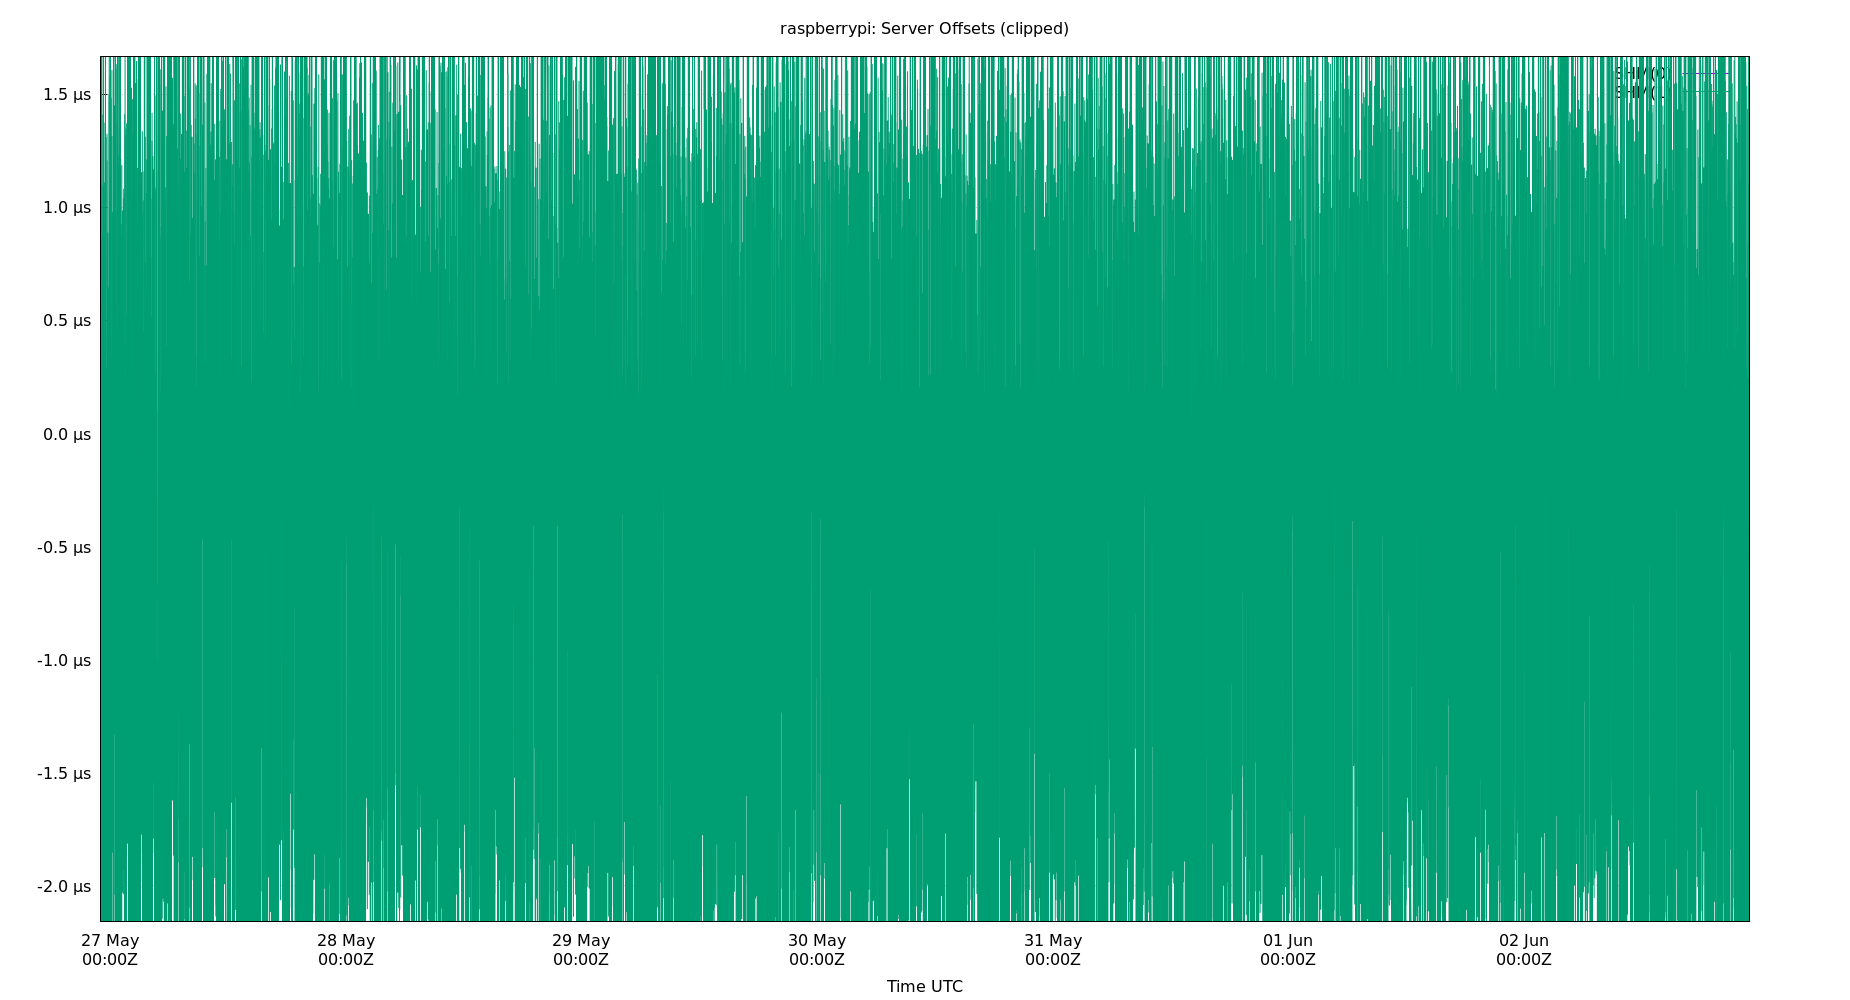 raspberrypi: Server Offsets (clipped)
1.5 µs
1.0 µs
0.5 µs
0.0 µs
-0.5 µs
-1.0 µs
-1.5 µs
-2.0 µs
27 May
00:00Z
28 May
00:00Z
29 May
00:00Z
30 May
00:00Z
31 May
00:00Z
01 Jun
00:00Z
02 Jun
00:00Z
Time UTC